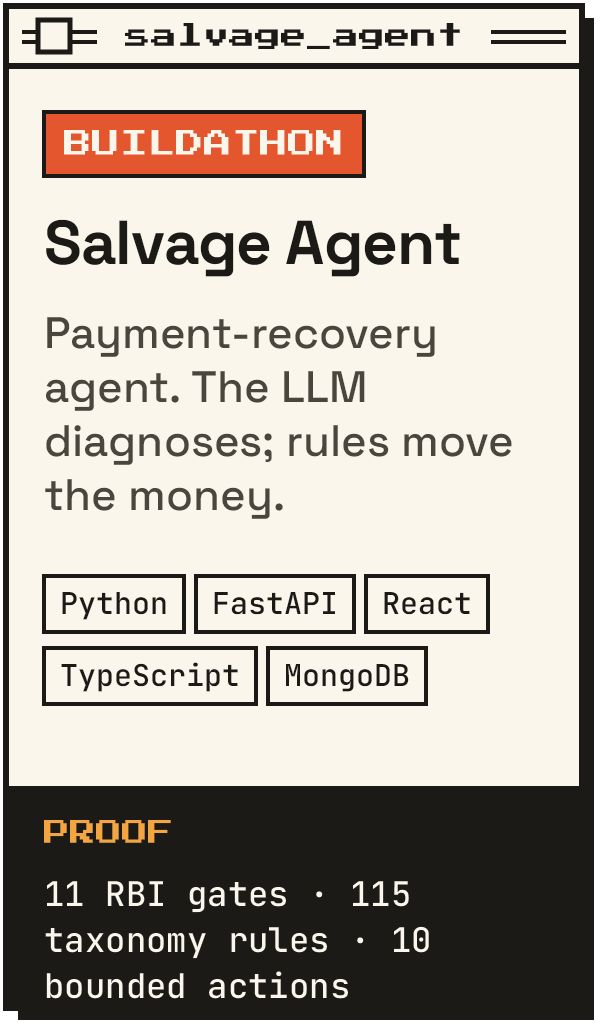 salvage_agent
BUILDATHON
Salvage Agent
Payment-recovery
agent. The LLM
diagnoses; rules move
the money.
Python FastAPI React
TypeScript MongoDB
PROOF
11 RBI gates · 115
taxonomy rules · 10
bounded actions